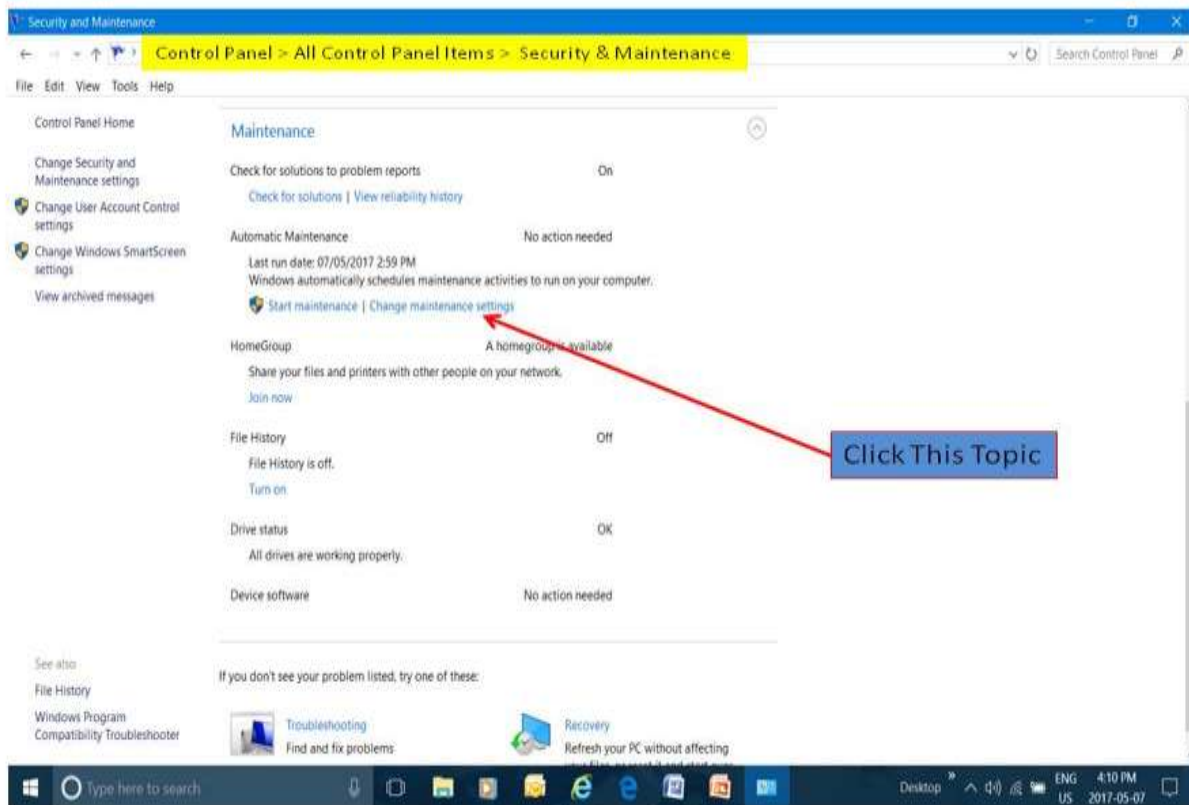 Security and Maintenance
Control Panel > All Control Panel Items > Security & Maintenance
Search Control Panel
File Edit View Tools Help
Control Panel Home
Change Security and
Maintenance settings
Change User Account Control
settings
Change Windows SmartScreen
settings
View archived messages
Maintenance
Check for solutions to problem reports On
Check for solutions | View reliability history
Automatic Maintenance No action needed
Last run date: 07/05/2017 2:59 PM
Windows automatically schedules maintenance activities to run on your computer.
Start maintenance | Change maintenance settings
HomeGroup A homegroup is available
Share your files and printers with other people on your network.
Join now
File History Off
File History is off.
Turn on
Click This Topic
Drive status OK
All drives are working properly.
Device software No action needed
See also
File History
Windows Program
Compatibility Troubleshooter
If you don't see your problem listed, try one of these:
Troubleshooting
Find and fix problems
Recovery
Refresh your PC without affecting
your files, or reset it and start over.
Type here to search
Desktop
ENG
US
4:10 PM
2017-05-07